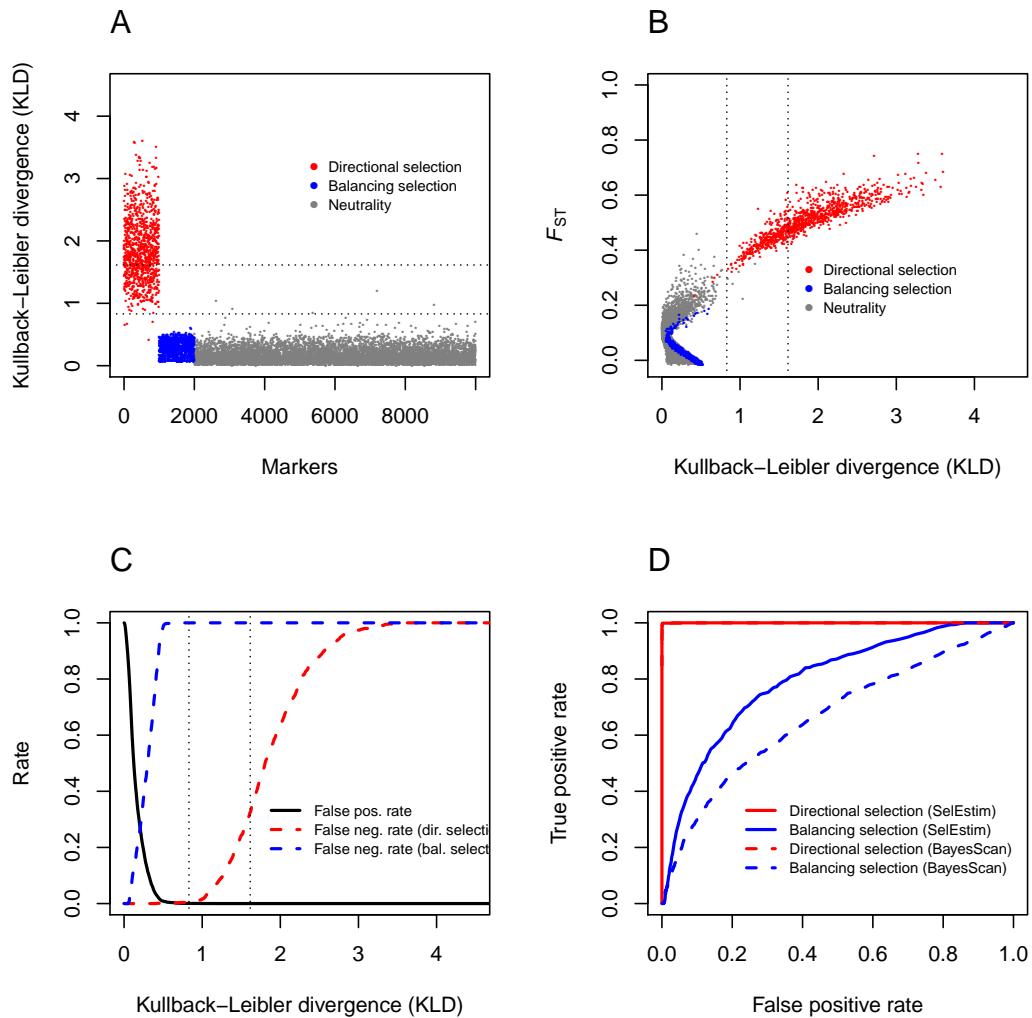 A
Kullback–Leibler divergence (KLD)
4
3
2
1
0
Directional selection
Balancing selection
Neutrality
0 2000 4000 6000 8000
Markers
B
FST
1.0
0.8
0.6
0.4
0.2
0.0
Directional selection
Balancing selection
Neutrality
0 1 2 3 4
Kullback–Leibler divergence (KLD)
C
Rate
1.0
0.8
0.6
0.4
0.2
0.0
False pos. rate
False neg. rate (dir. selecti
False neg. rate (bal. select
0 1 2 3 4
Kullback–Leibler divergence (KLD)
D
True positive rate
1.0
0.8
0.6
0.4
0.2
0.0
Directional selection (SelEstim)
Balancing selection (SelEstim)
Directional selection (BayesScan)
Balancing selection (BayesScan)
0.0 0.2 0.4 0.6 0.8 1.0
False positive rate